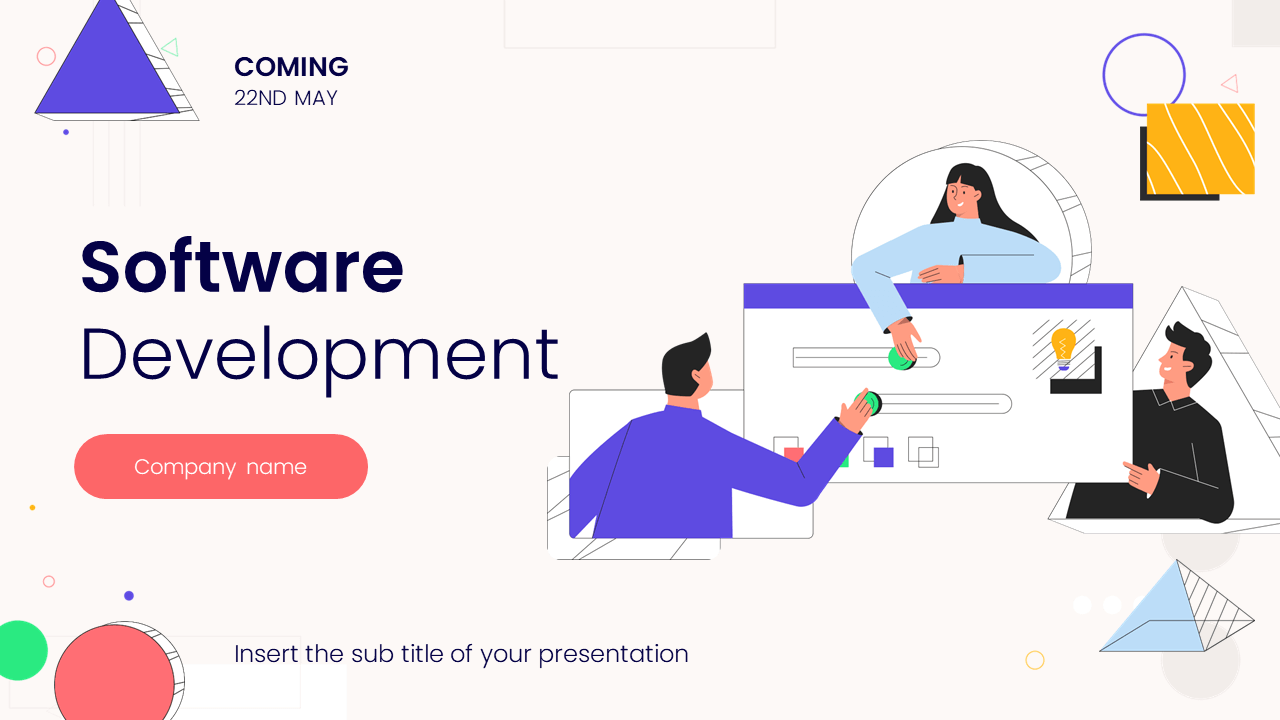 COMING
22ND MAY
Software
Development
Company name
Insert the sub title of your presentation